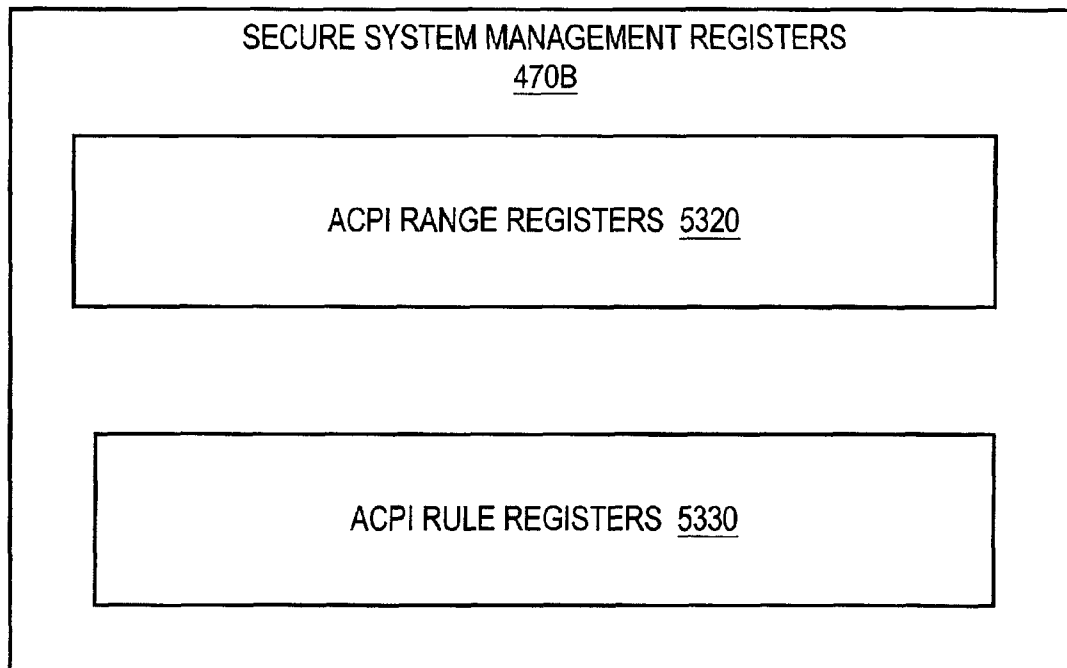 SECURE SYSTEM MANAGEMENT REGISTERS
470B
ACPI RANGE REGISTERS 5320
ACPI RULE REGISTERS 5330